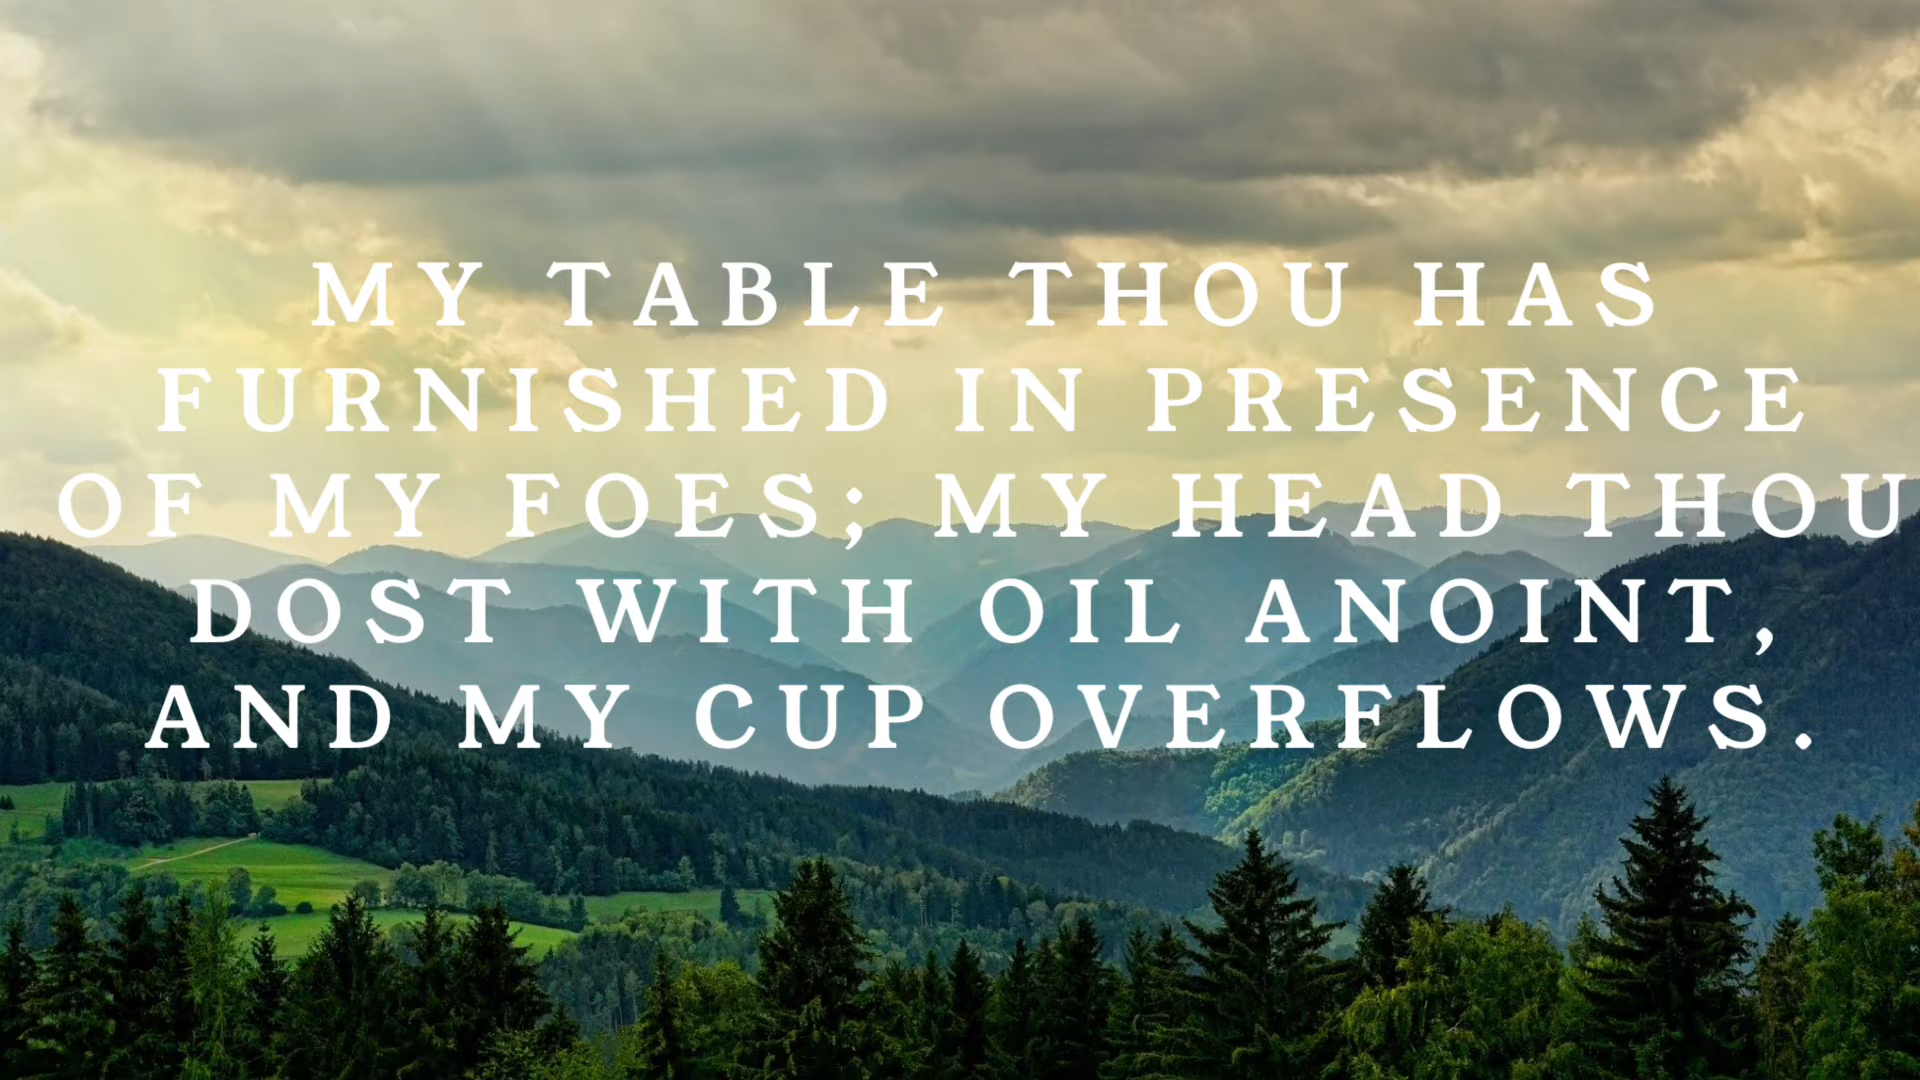 MY TABLE THOU HAS
FURNISHED IN PRESENCE
OF MY FOES; MY HEAD THOU
DOST WITH OIL ANOINT,
AND MY CUP OVERFLOWS.